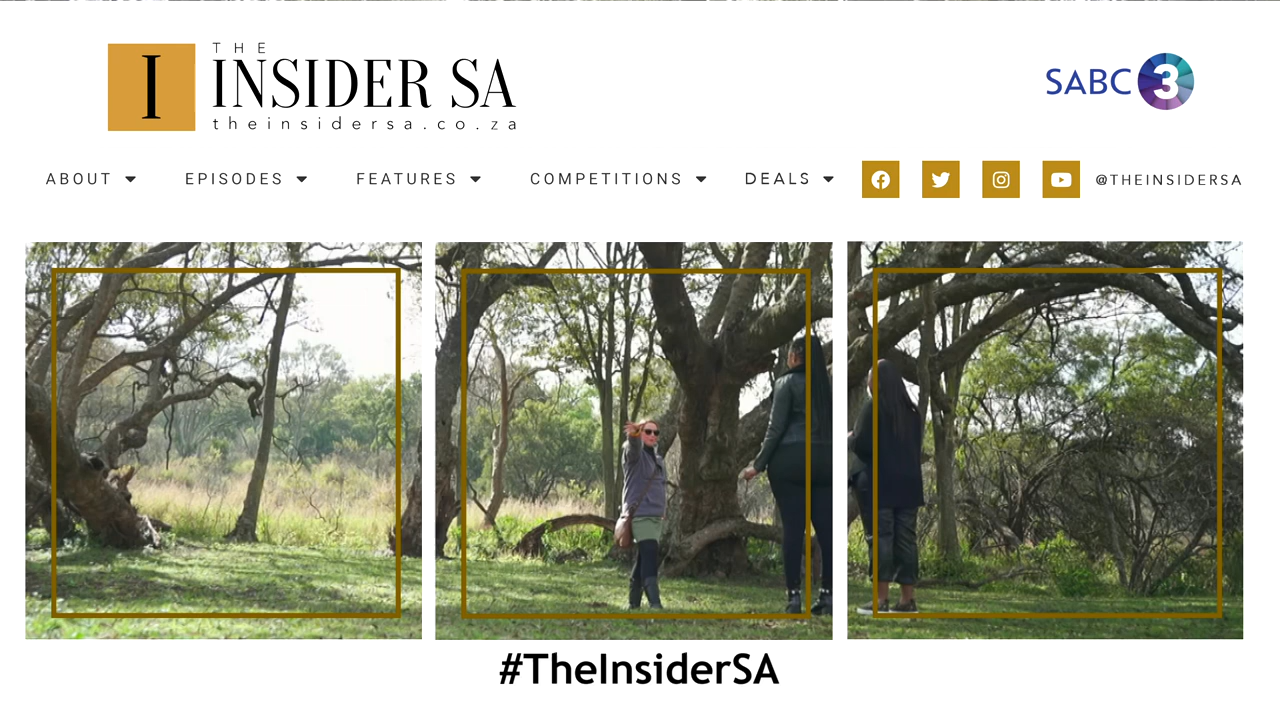 I
THE
INSIDER SA
theinsidersa.co.za
SABC 3
ABOUT EPISODES FEATURES COMPETITIONS DEALS @THEINSIDERSA
#TheInsiderSA